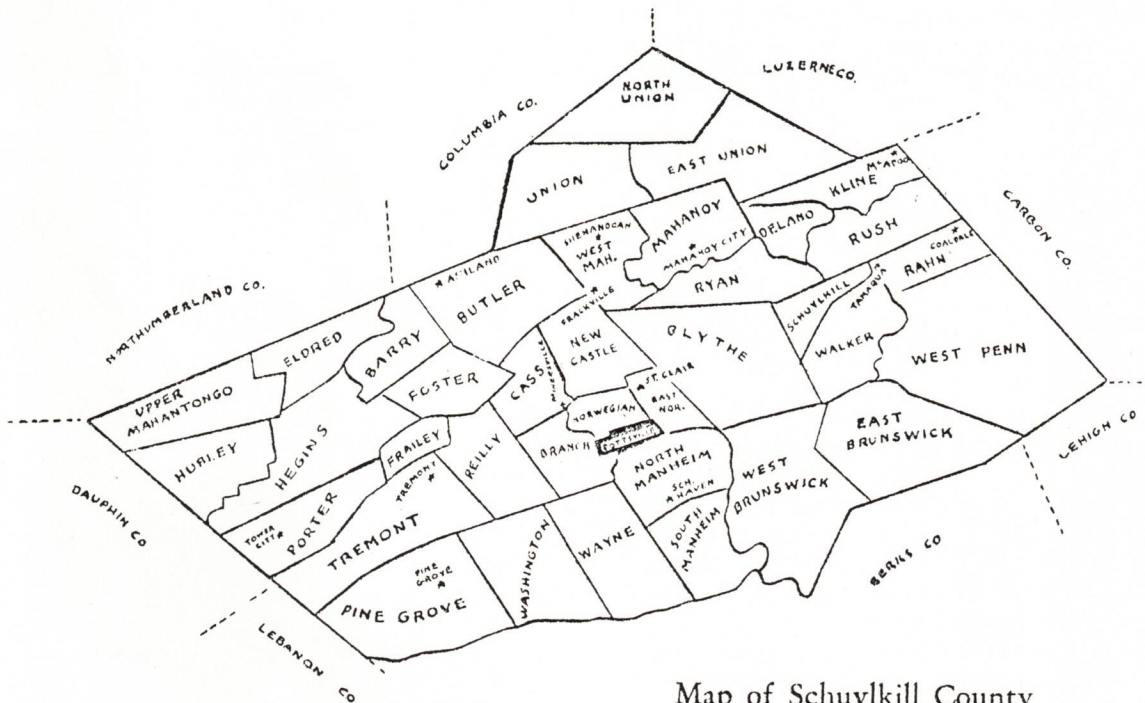 LUZERNE CO.
NORTH
UNION
COLUMBIA CO.
EAST UNION
UNION
McADOO
KLINE
CARBON CO.
MAHANOY
DELANO
RUSH
SHENANDOAH
WEST
MAH.
MAHANOY CITY
COALDALE
RAHN
ASHLAND
BUTLER
RYAN
SCHUYLKILL
TAMAQUA
NORTHUMBERLAND CO.
FRACKVILLE
ELDRED
BARRY
NEW
CASTLE
BLYTHE
WALKER
WEST PENN
CASS
FOSTER
ST. CLAIR
UPPER
MAHANTONGO
NORWEGIAN
EAST
NOR.
EAST
BRUNSWICK
HUBLEY
HEGINS
FRAILEY
REILLY
BRANCH
POTTSVILLE
LEHIGH CO
TREMONT
NORTH
MANHEIM
SCH.
HAVEN
WEST
BRUNSWICK
DAUPHIN CO
TOWER
CITY
PORTER
TREMONT
SOUTH
MANHEIM
WAYNE
WASHINGTON
BERKS CO
PINE
GROVE
PINE GROVE
LEBANON CO
Map of Schuylkill County